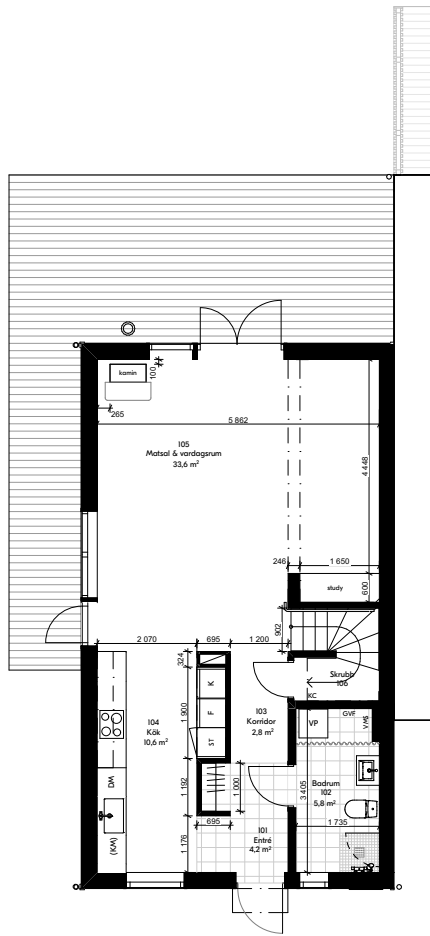 kamin
100
265
5 862
105
Matsal & vardagsrum
33,6 m²
4 448
246
1 650
study
600
902
2 070
695
1 200
324
K
Skrubb
106
KC
1 900
F
103
Korridor
2,8 m²
104
Kök
10,6 m²
ST
VP
GVF
VMS
DM
1 192
1 000
3 405
Badrum
102
5,8 m²
1 735
(KM)
1 176
695
101
Entré
4,2 m²